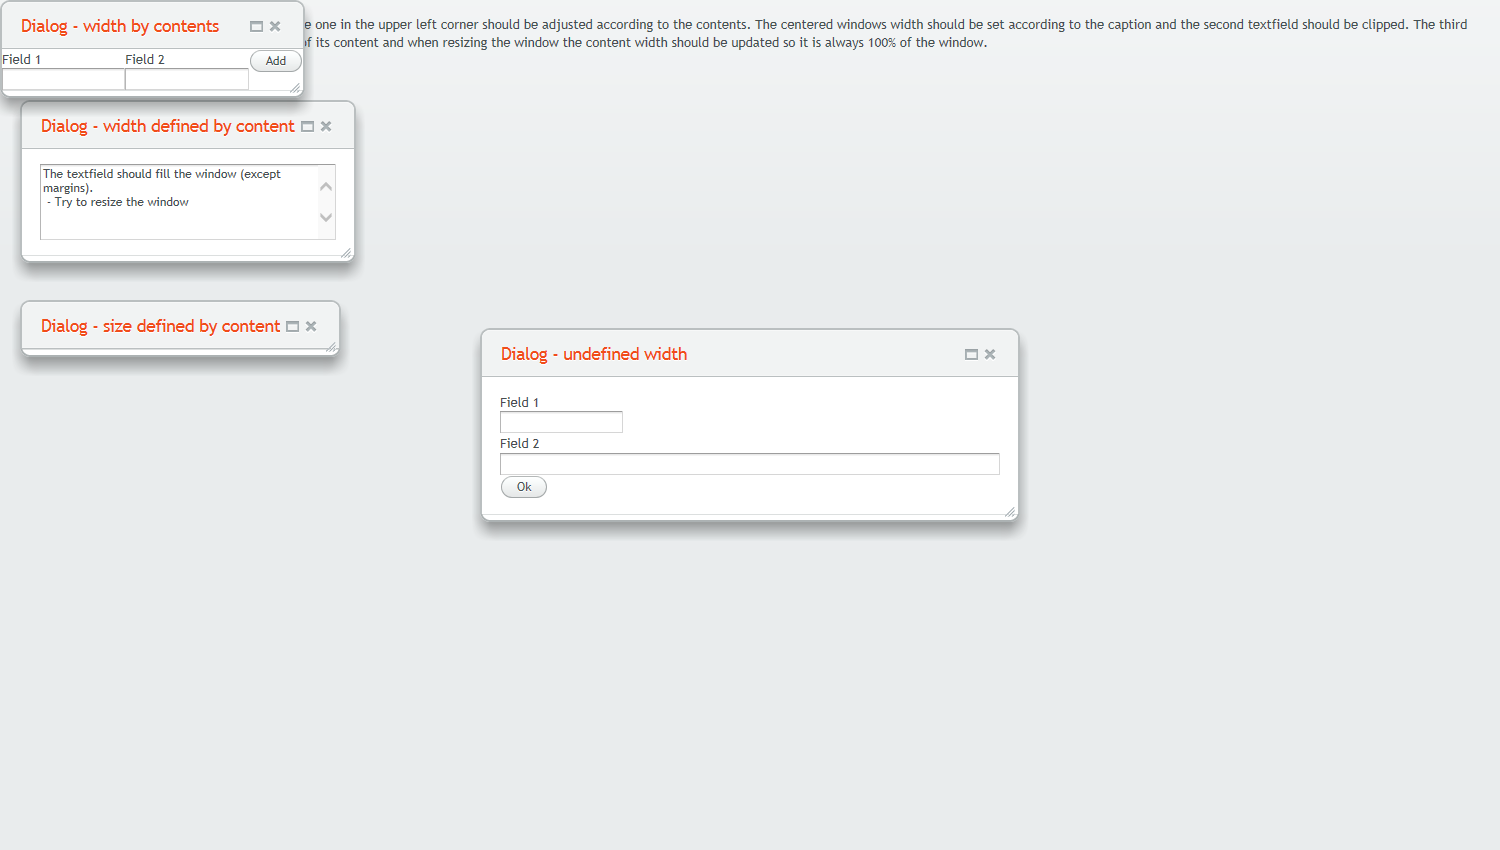 Dialog - width by contents
e one in the upper left corner should be adjusted according to the contents. The centered windows width should be set according to the caption and the second textfield should be clipped. The third
of its content and when resizing the window the content width should be updated so it is always 100% of the window.
Field 1 Field 2 Add
Dialog - width defined by content
The textfield should fill the window (except
margins).
- Try to resize the window
Dialog - size defined by content
Dialog - undefined width
Field 1
Field 2
Ok